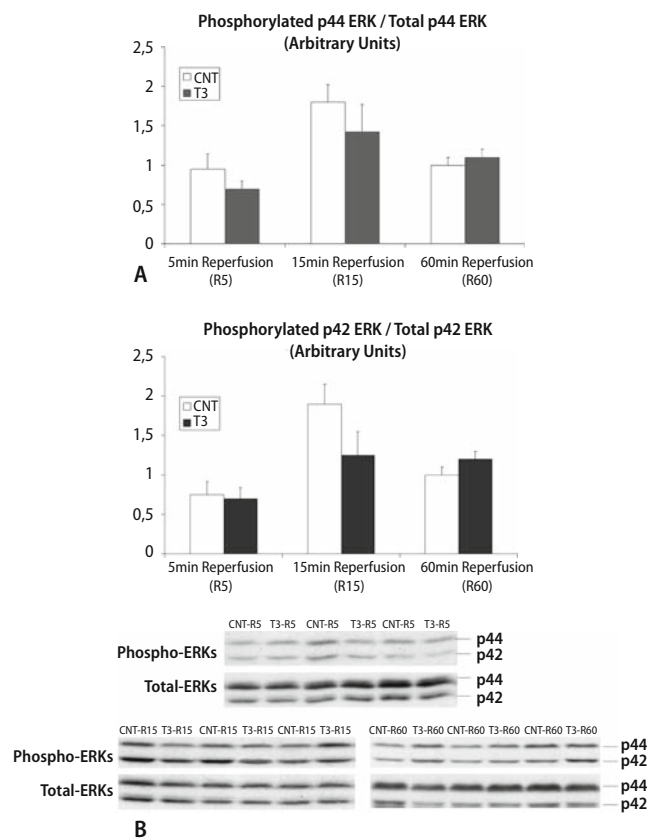 Phosphorylated p44 ERK / Total p44 ERK
(Arbitrary Units)
2,5
2
1,5
1
0,5
0
CNT
T3
5min Reperfusion
(R5)
15min Reperfusion
(R15)
60min Reperfusion
(R60)
A
Phosphorylated p42 ERK / Total p42 ERK
(Arbitrary Units)
2,5
2
1,5
1
0,5
0
CNT
T3
5min Reperfusion
(R5)
15min Reperfusion
(R15)
60min Reperfusion
(R60)
CNT-R5 T3-R5 CNT-R5 T3-R5 CNT-R5 T3-R5
Phospho-ERKs
p44
p42
Total-ERKs
p44
p42
CNT-R15 T3-R15 CNT-R15 T3-R15 CNT-R15 T3-R15
CNT-R60 T3-R60 CNT-R60 T3-R60 CNT-R60 T3-R60
Phospho-ERKs
p44
p42
Total-ERKs
p44
p42
B